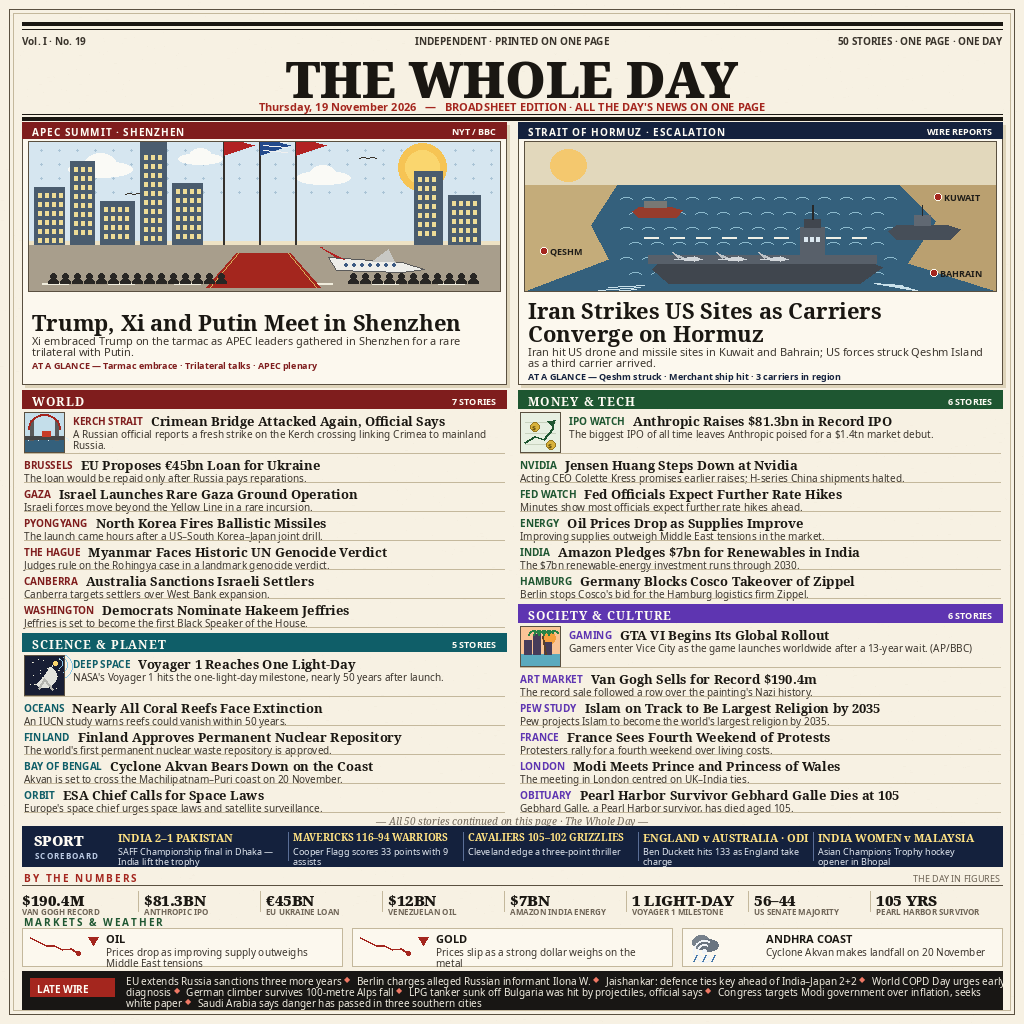 Vol. I · No. 19
INDEPENDENT · PRINTED ON ONE PAGE
50 STORIES · ONE PAGE · ONE DAY
THE WHOLE DAY
Thursday, 19 November 2026 — BROADSHEET EDITION · ALL THE DAY'S NEWS ON ONE PAGE
APEC SUMMIT · SHENZHEN
NYT / BBC
Trump, Xi and Putin Meet in Shenzhen
Xi embraced Trump on the tarmac as APEC leaders gathered in Shenzhen for a rare
trilateral with Putin.
AT A GLANCE — Tarmac embrace · Trilateral talks · APEC plenary
STRAIT OF HORMUZ · ESCALATION
WIRE REPORTS
KUWAIT
QESHM
BAHRAIN
Iran Strikes US Sites as Carriers
Converge on Hormuz
Iran hit US drone and missile sites in Kuwait and Bahrain; US forces struck Qeshm Island
as a third carrier arrived.
AT A GLANCE — Qeshm struck · Merchant ship hit · 3 carriers in region
WORLD
7 STORIES
KERCH STRAIT Crimean Bridge Attacked Again, Official Says
A Russian official reports a fresh strike on the Kerch crossing linking Crimea to mainland
Russia.
BRUSSELS EU Proposes €45bn Loan for Ukraine
The loan would be repaid only after Russia pays reparations.
GAZA Israel Launches Rare Gaza Ground Operation
Israeli forces move beyond the Yellow Line in a rare incursion.
PYONGYANG North Korea Fires Ballistic Missiles
The launch came hours after a US–South Korea–Japan joint drill.
THE HAGUE Myanmar Faces Historic UN Genocide Verdict
Judges rule on the Rohingya case in a landmark genocide verdict.
CANBERRA Australia Sanctions Israeli Settlers
Canberra targets settlers over West Bank expansion.
WASHINGTON Democrats Nominate Hakeem Jeffries
Jeffries is set to become the first Black Speaker of the House.
SCIENCE & PLANET
5 STORIES
DEEP SPACE Voyager 1 Reaches One Light-Day
NASA's Voyager 1 hits the one-light-day milestone, nearly 50 years after launch.
OCEANS Nearly All Coral Reefs Face Extinction
An IUCN study warns reefs could vanish within 50 years.
FINLAND Finland Approves Permanent Nuclear Repository
The world's first permanent nuclear waste repository is approved.
BAY OF BENGAL Cyclone Akvan Bears Down on the Coast
Akvan is set to cross the Machilipatnam–Puri coast on 20 November.
ORBIT ESA Chief Calls for Space Laws
Europe's space chief urges space laws and satellite surveillance.
MONEY & TECH
6 STORIES
IPO WATCH Anthropic Raises $81.3bn in Record IPO
The biggest IPO of all time leaves Anthropic poised for a $1.4tn market debut.
NVIDIA Jensen Huang Steps Down at Nvidia
Acting CEO Colette Kress promises earlier raises; H-series China shipments halted.
FED WATCH Fed Officials Expect Further Rate Hikes
Minutes show most officials expect further rate hikes ahead.
ENERGY Oil Prices Drop as Supplies Improve
Improving supplies outweigh Middle East tensions in the market.
INDIA Amazon Pledges $7bn for Renewables in India
The $7bn renewable-energy investment runs through 2030.
HAMBURG Germany Blocks Cosco Takeover of Zippel
Berlin stops Cosco's bid for the Hamburg logistics firm Zippel.
SOCIETY & CULTURE
6 STORIES
GAMING GTA VI Begins Its Global Rollout
Gamers enter Vice City as the game launches worldwide after a 13-year wait. (AP/BBC)
ART MARKET Van Gogh Sells for Record $190.4m
The record sale followed a row over the painting's Nazi history.
PEW STUDY Islam on Track to Be Largest Religion by 2035
Pew projects Islam to become the world's largest religion by 2035.
FRANCE France Sees Fourth Weekend of Protests
Protesters rally for a fourth weekend over living costs.
LONDON Modi Meets Prince and Princess of Wales
The meeting in London centred on UK–India ties.
OBITUARY Pearl Harbor Survivor Gebhard Galle Dies at 105
Gebhard Galle, a Pearl Harbor survivor, has died aged 105.
— All 50 stories continued on this page · The Whole Day —
SPORT
SCOREBOARD
INDIA 2–1 PAKISTAN
SAFF Championship final in Dhaka —
India lift the trophy
MAVERICKS 116–94 WARRIORS
Cooper Flagg scores 33 points with 9
assists
CAVALIERS 105–102 GRIZZLIES
Cleveland edge a three-point thriller
ENGLAND v AUSTRALIA · ODI
Ben Duckett hits 133 as England take
charge
INDIA WOMEN v MALAYSIA
Asian Champions Trophy hockey
opener in Bhopal
BY THE NUMBERS
THE DAY IN FIGURES
$190.4M
VAN GOGH RECORD
$81.3BN
ANTHROPIC IPO
€45BN
EU UKRAINE LOAN
$12BN
VENEZUELAN OIL
$7BN
AMAZON INDIA ENERGY
1 LIGHT-DAY
VOYAGER 1 MILESTONE
56–44
US SENATE MAJORITY
105 YRS
PEARL HARBOR SURVIVOR
MARKETS & WEATHER
OIL
Prices drop as improving supply outweighs
Middle East tensions
GOLD
Prices slip as a strong dollar weighs on the
metal
ANDHRA COAST
Cyclone Akvan makes landfall on 20 November
LATE WIRE
EU extends Russia sanctions three more years ◆ Berlin charges alleged Russian informant Ilona W. ◆ Jaishankar: defence ties key ahead of India–Japan 2+2 ◆ World COPD Day urges early
diagnosis ◆ German climber survives 100-metre Alps fall ◆ LPG tanker sunk off Bulgaria was hit by projectiles, official says ◆ Congress targets Modi government over inflation, seeks
white paper ◆ Saudi Arabia says danger has passed in three southern cities